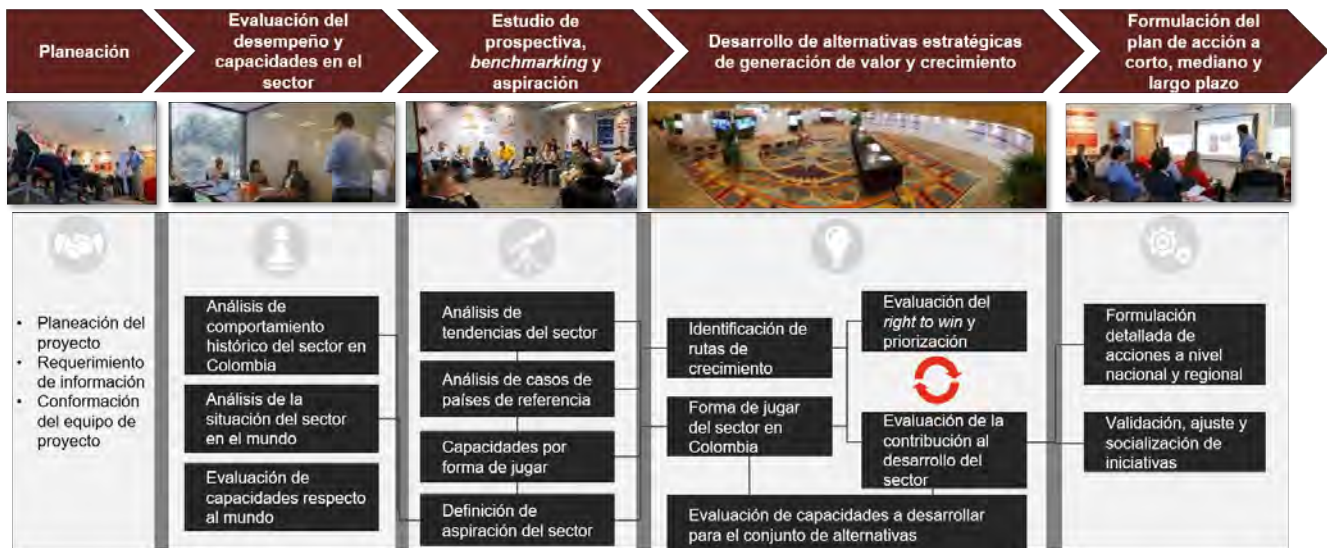 Planeación
Evaluación del
desempeño y
capacidades en el
sector
Estudio de
prospectiva,
benchmarking y
aspiración
Desarrollo de alternativas estratégicas
de generación de valor y crecimiento
Formulación del
plan de acción a
corto, mediano y
largo plazo
• Planeación del
proyecto
• Requerimiento
de información
• Conformación
del equipo de
proyecto
Análisis de
comportamiento
histórico del sector en
Colombia
Análisis de la
situación del sector
en el mundo
Evaluación de
capacidades respecto
al mundo
Análisis de
tendencias del sector
Análisis de casos de
países de referencia
Capacidades por
forma de jugar
Definición de
aspiración del sector
Identificación de
rutas de
crecimiento
Forma de jugar
del sector en
Colombia
Evaluación del
right to win y
priorización
Evaluación de la
contribución al
desarrollo del
sector
Evaluación de capacidades a desarrollar
para el conjunto de alternativas
Formulación
detallada de
acciones a nivel
nacional y regional
Validación, ajuste y
socialización de
iniciativas